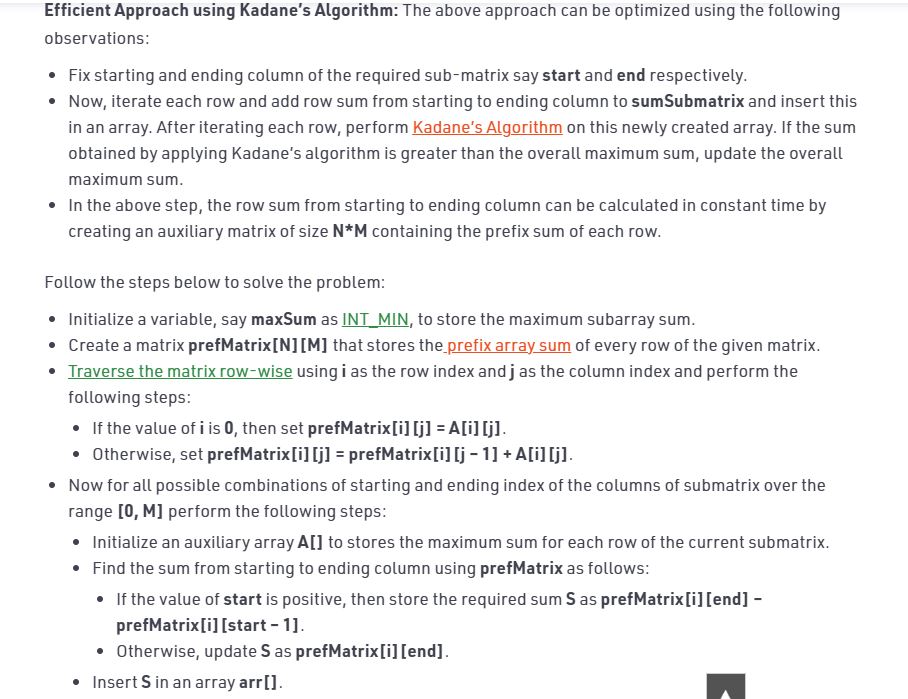 Efficient Approach using Kadane's Algorithm: The above approach can be optimized using the following
observations:
• Fix starting and ending column of the required sub-matrix say start and end respectively.
• Now, iterate each row and add row sum from starting to ending column to sumSubmatrix and insert this
in an array. After iterating each row, perform Kadane's Algorithm on this newly created array. If the sum
obtained by applying Kadane's algorithm is greater than the overall maximum sum, update the overall
maximum sum.
• In the above step, the row sum from starting to ending column can be calculated in constant time by
creating an auxiliary matrix of size N*M containing the prefix sum of each row.
Follow the steps below to solve the problem:
• Initialize a variable, say maxSum as INT_MIN, to store the maximum subarray sum.
• Create a matrix prefMatrix[N][M] that stores the prefix array sum of every row of the given matrix.
• Traverse the matrix row-wise using i as the row index and j as the column index and perform the
following steps:
• If the value of i is 0, then set prefMatrix[i][j] = A[i][j].
• Otherwise, set prefMatrix[i][j] = prefMatrix[i][j – 1] + A[i][j].
• Now for all possible combinations of starting and ending index of the columns of submatrix over the
range [0, M] perform the following steps:
• Initialize an auxiliary array A[] to stores the maximum sum for each row of the current submatrix.
• Find the sum from starting to ending column using prefMatrix as follows:
• If the value of start is positive, then store the required sum S as prefMatrix[i][end] –
prefMatrix[i][start – 1].
• Otherwise, update S as prefMatrix[i][end].
• Insert S in an array arr[].